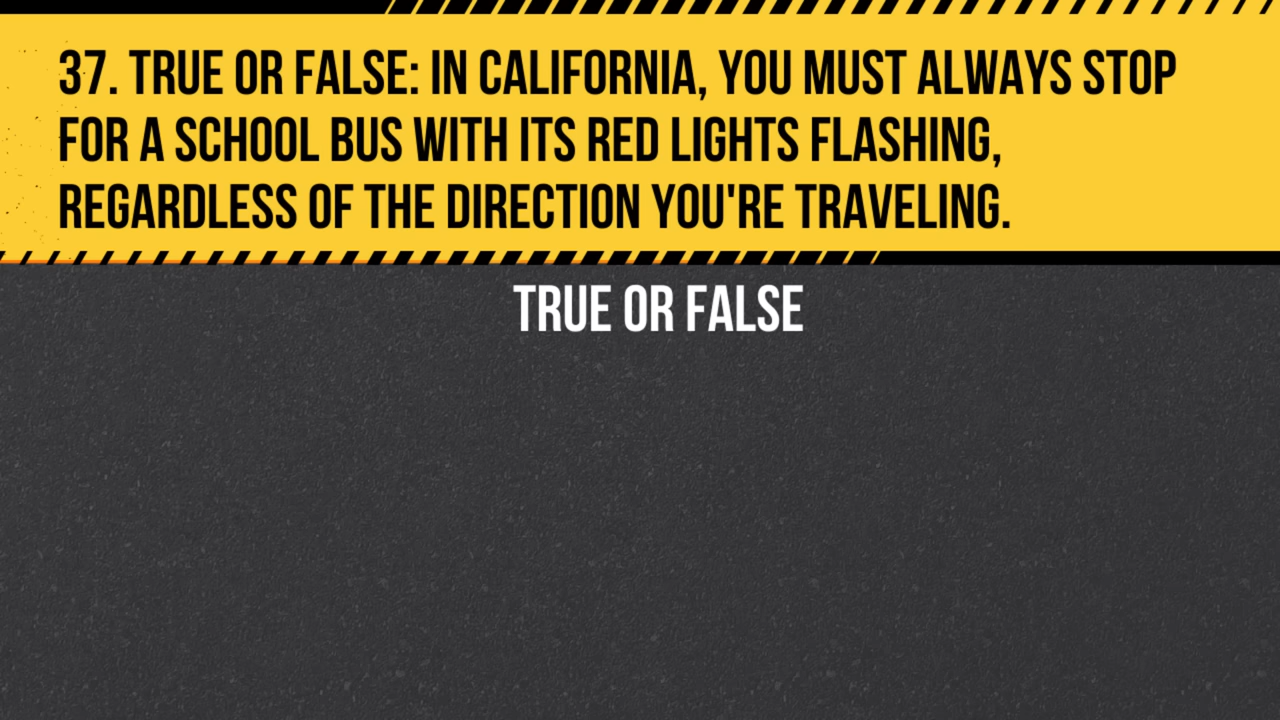 37. TRUE OR FALSE: IN CALIFORNIA, YOU MUST ALWAYS STOP
FOR A SCHOOL BUS WITH ITS RED LIGHTS FLASHING,
REGARDLESS OF THE DIRECTION YOU'RE TRAVELING.
TRUE OR FALSE